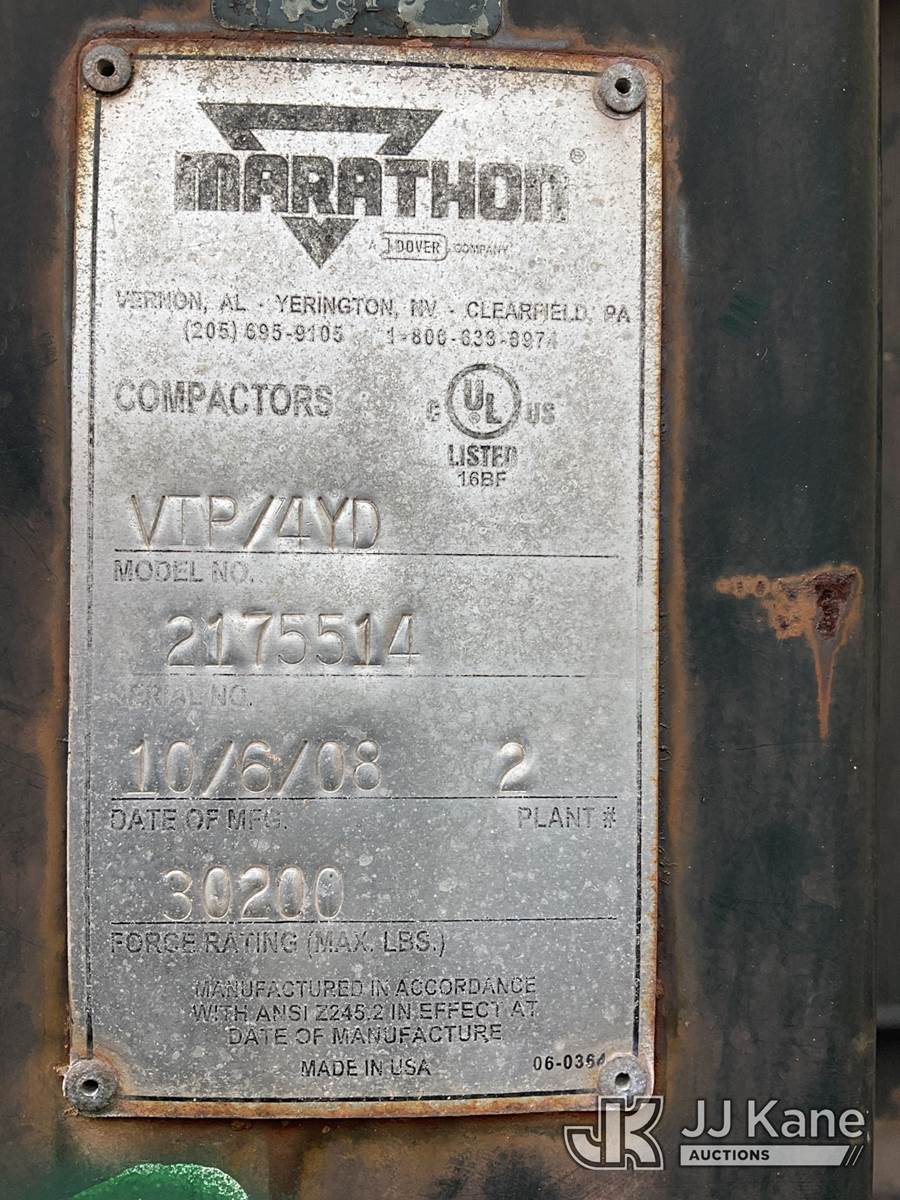 MARATHON®
A DOVER COMPANY
VERNON, AL - YERINGTON, NV - CLEARFIELD, PA
(205) 695-9105 1-800-633-8974
COMPACTORS
C UL ® US
LISTED
16BF
VTP/4YD
MODEL NO.
2175514
SERIAL NO.
10/6/08 2
DATE OF MFG. PLANT #
30200
FORCE RATING (MAX. LBS.)
MANUFACTURED IN ACCORDANCE
WITH ANSI Z245.2 IN EFFECT AT
DATE OF MANUFACTURE
MADE IN USA
JK JJ Kane
AUCTIONS